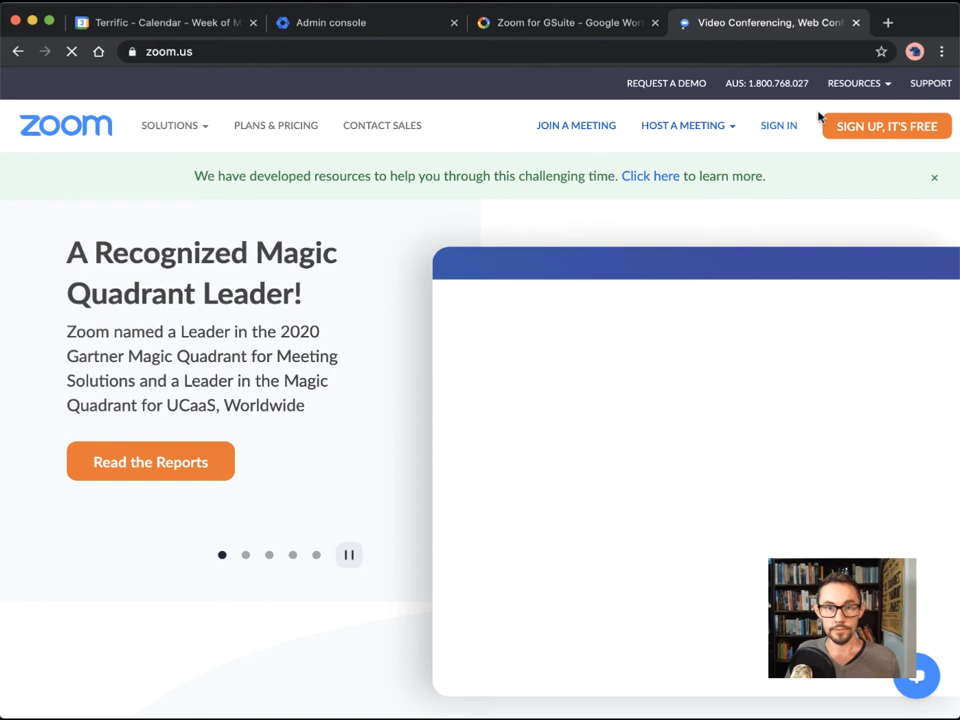 Terrific - Calendar - Week of M
Admin console
Zoom for GSuite - Google Wor
Video Conferencing, Web Conf
zoom.us
REQUEST A DEMO
AUS: 1.800.768.027
RESOURCES
SUPPORT
zoom
SOLUTIONS
PLANS & PRICING
CONTACT SALES
JOIN A MEETING
HOST A MEETING
SIGN IN
SIGN UP, IT'S FREE
We have developed resources to help you through this challenging time. Click here to learn more.
A Recognized Magic
Quadrant Leader!
Zoom named a Leader in the 2020
Gartner Magic Quadrant for Meeting
Solutions and a Leader in the Magic
Quadrant for UCaaS, Worldwide
Read the Reports